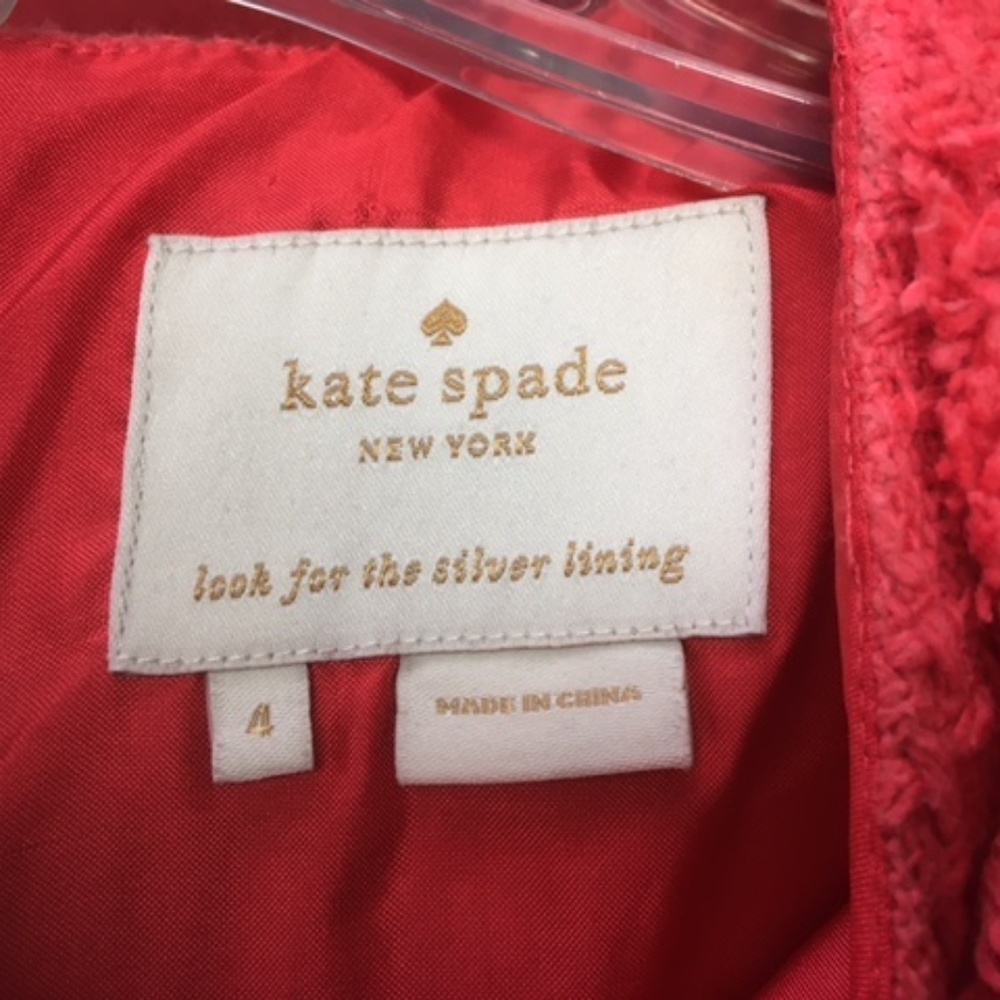 kate spade
NEW YORK
look for the silver lining
4
MADE IN CHINA